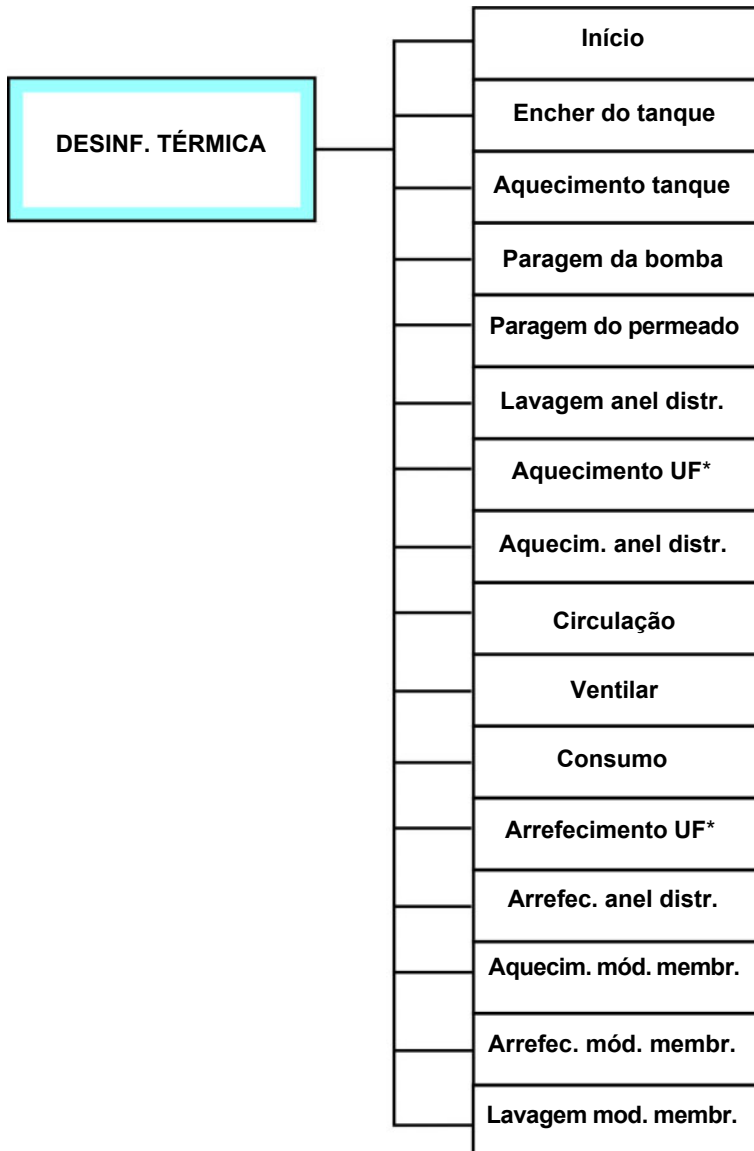 DESINF. TÉRMICA
Início
Encher do tanque
Aquecimento tanque
Paragem da bomba
Paragem do permeado
Lavagem anel distr.
Aquecimento UF*
Aquecim. anel distr.
Circulação
Ventilar
Consumo
Arrefecimento UF*
Arrefec. anel distr.
Aquecim. mód. membr.
Arrefec. mód. membr.
Lavagem mod. membr.